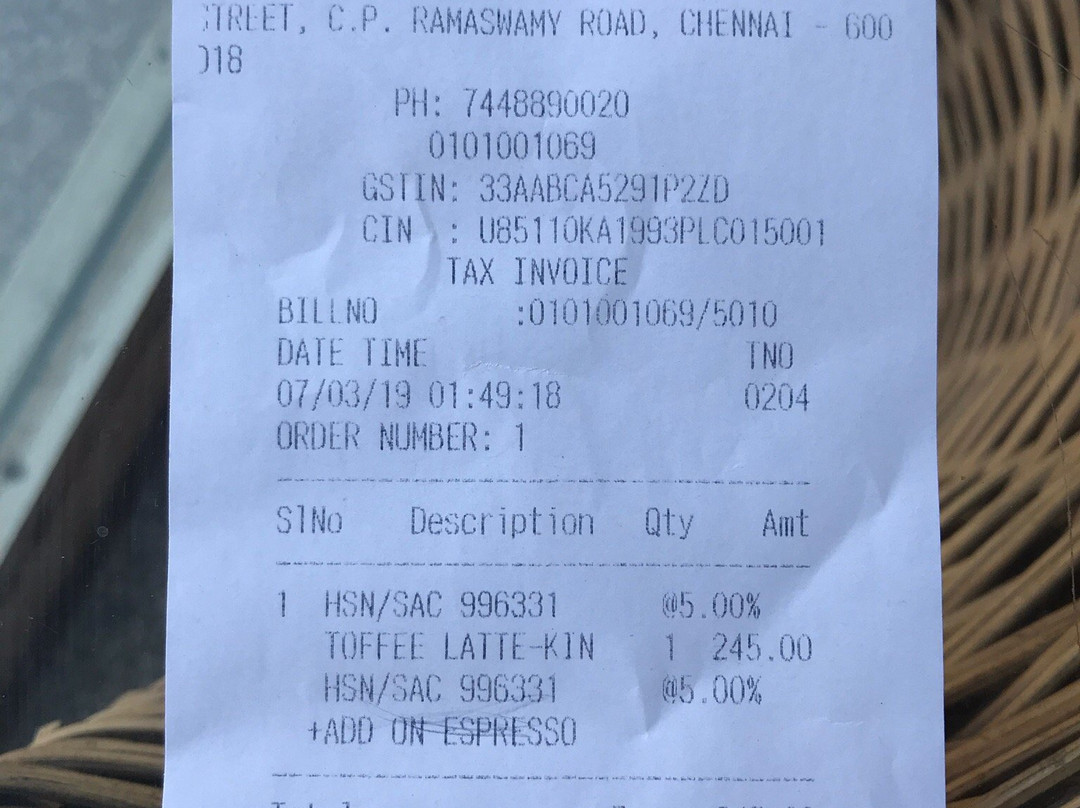 STREET, C.P. RAMASWAMY ROAD, CHENNAI - 600
018
PH: 7448890020
0101001069
GSTIN: 33AABCA5291P2ZD
CIN : U85110KA1993PLC015001
TAX INVOICE
BILLNO :0101001069/5010
DATE TIME TNO
07/03/19 01:49:18 0204
ORDER NUMBER: 1
SlNo Description Qty Amt
1 HSN/SAC 996331 @5.00%
TOFFEE LATTE-KIN 1 245.00
HSN/SAC 996331 @5.00%
+ADD ON ESPRESSO